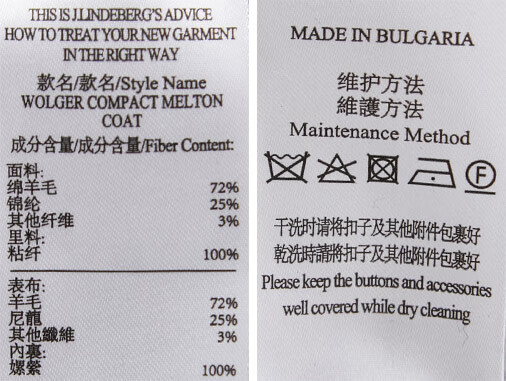 THIS IS J.LINDEBERG'S ADVICE
HOW TO TREAT YOUR NEW GARMENT
IN THE RIGHT WAY
款名/款名/Style Name
WOLGER COMPACT MELTON
COAT
成分含量/成分含量/Fiber Content:
面料:
绵羊毛 72%
锦纶 25%
其他纤维 3%
里料:
粘纤 100%
表布:
羊毛 72%
尼龍 25%
其他纖維 3%
內裏:
嫘縈 100%
MADE IN BULGARIA
维护方法
維護方法
Maintenance Method
F
干洗时请将扣子及其他附件包裹好
乾洗時請將扣子及其他附件包裹好
Please keep the buttons and accessories
well covered while dry cleaning